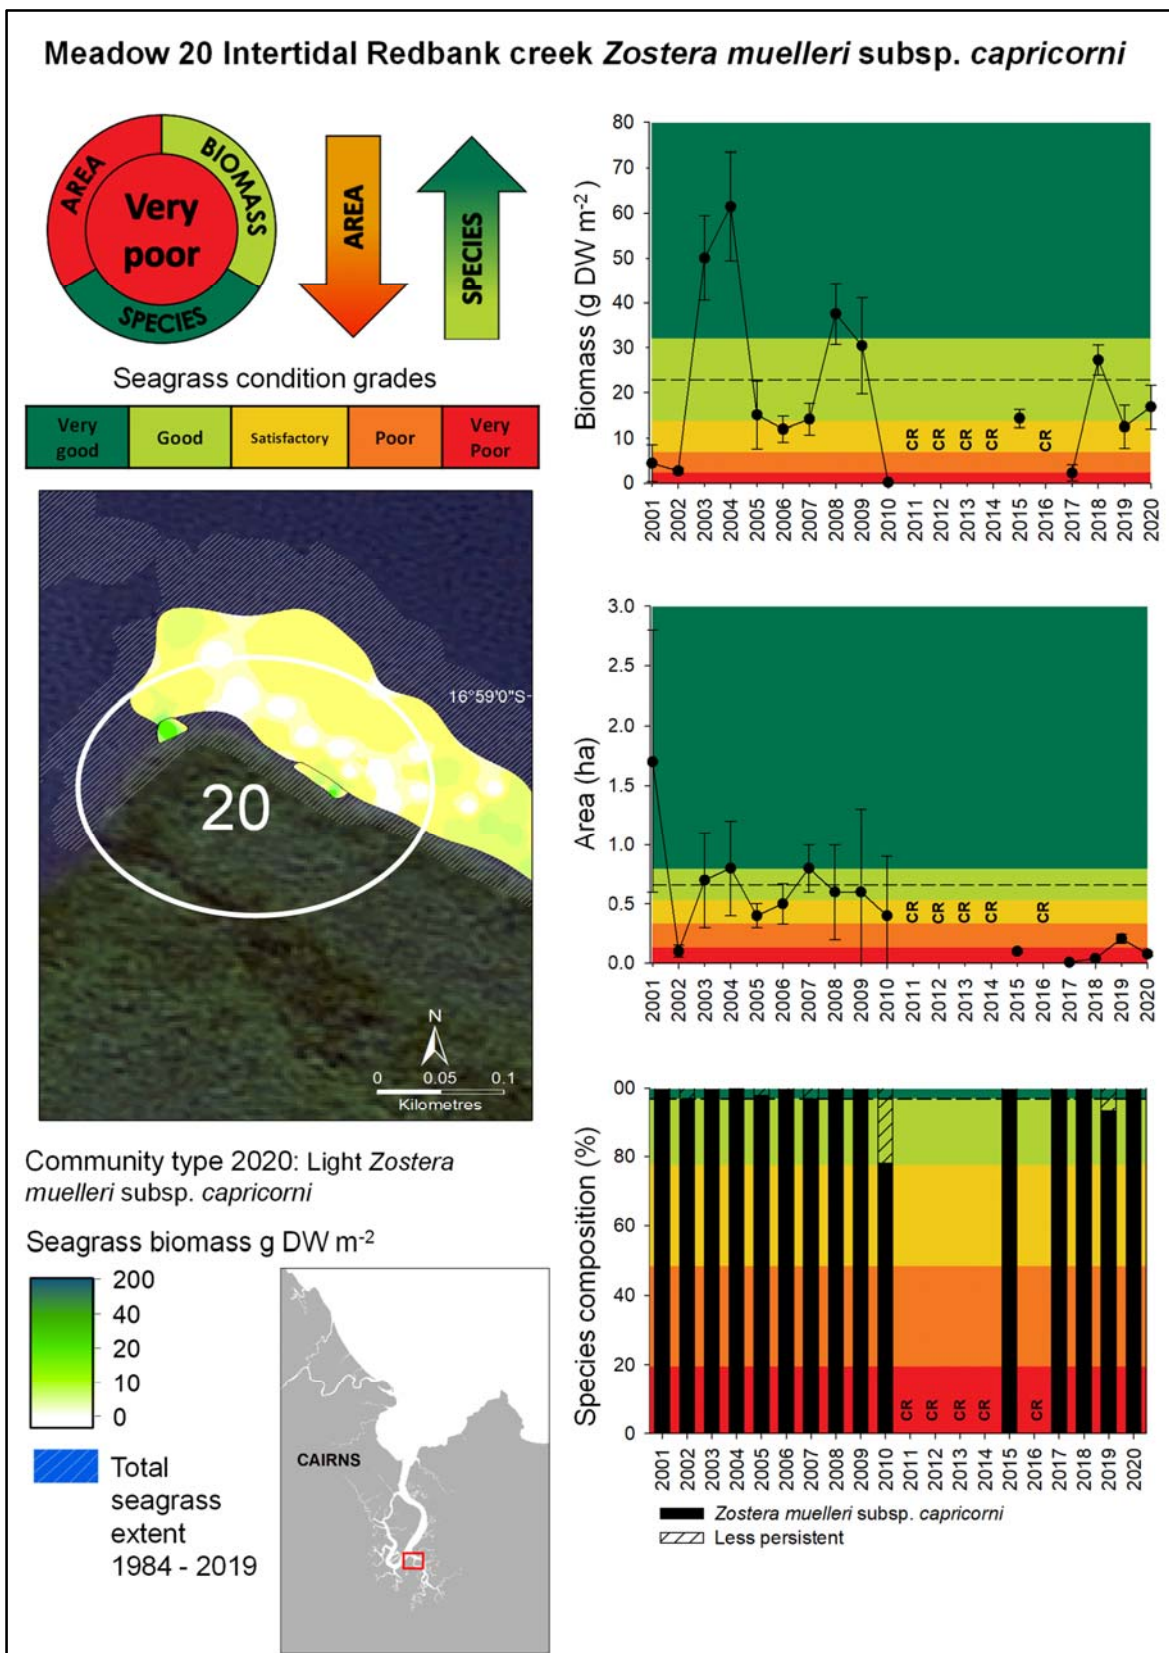 Meadow 20 Intertidal Redbank creek Zostera muelleri subsp. capricorni
AREA
BIOMASS
SPECIES
Very
poor
AREA
SPECIES
Seagrass condition grades
Very
good
Good
Satisfactory
Poor
Very
Poor
16°59'0"S
20
N
0 0.05 0.1
Kilometres
Community type 2020: Light Zostera
muelleri subsp. capricorni
Seagrass biomass g DW m-2
200
40
20
10
0
Total
seagrass
extent
1984 - 2019
CAIRNS
Biomass (g DW m-2)
80
70
60
50
40
30
20
10
0
CR CR CR CR CR
2001 2002 2003 2004 2005 2006 2007 2008 2009 2010 2011 2012 2013 2014 2015 2016 2017 2018 2019 2020
Area (ha)
3.0
2.5
2.0
1.5
1.0
0.5
0.0
CR CR CR CR CR
2001 2002 2003 2004 2005 2006 2007 2008 2009 2010 2011 2012 2013 2014 2015 2016 2017 2018 2019 2020
Species composition (%)
00
80
60
40
20
0
CR CR CR CR CR
2001 2002 2003 2004 2005 2006 2007 2008 2009 2010 2011 2012 2013 2014 2015 2016 2017 2018 2019 2020
Zostera muelleri subsp. capricorni
Less persistent